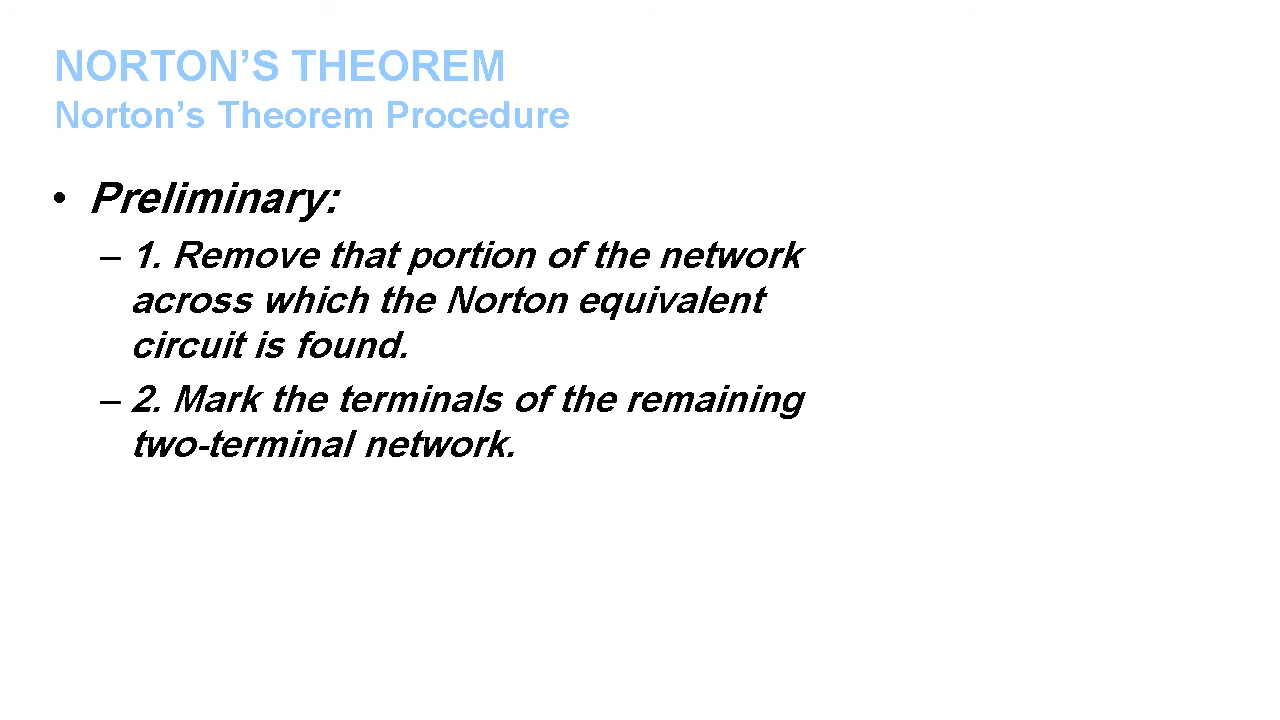 NORTON’S THEOREM
Norton’s Theorem Procedure
• Preliminary:
– 1. Remove that portion of the network
across which the Norton equivalent
circuit is found.
– 2. Mark the terminals of the remaining
two-terminal network.